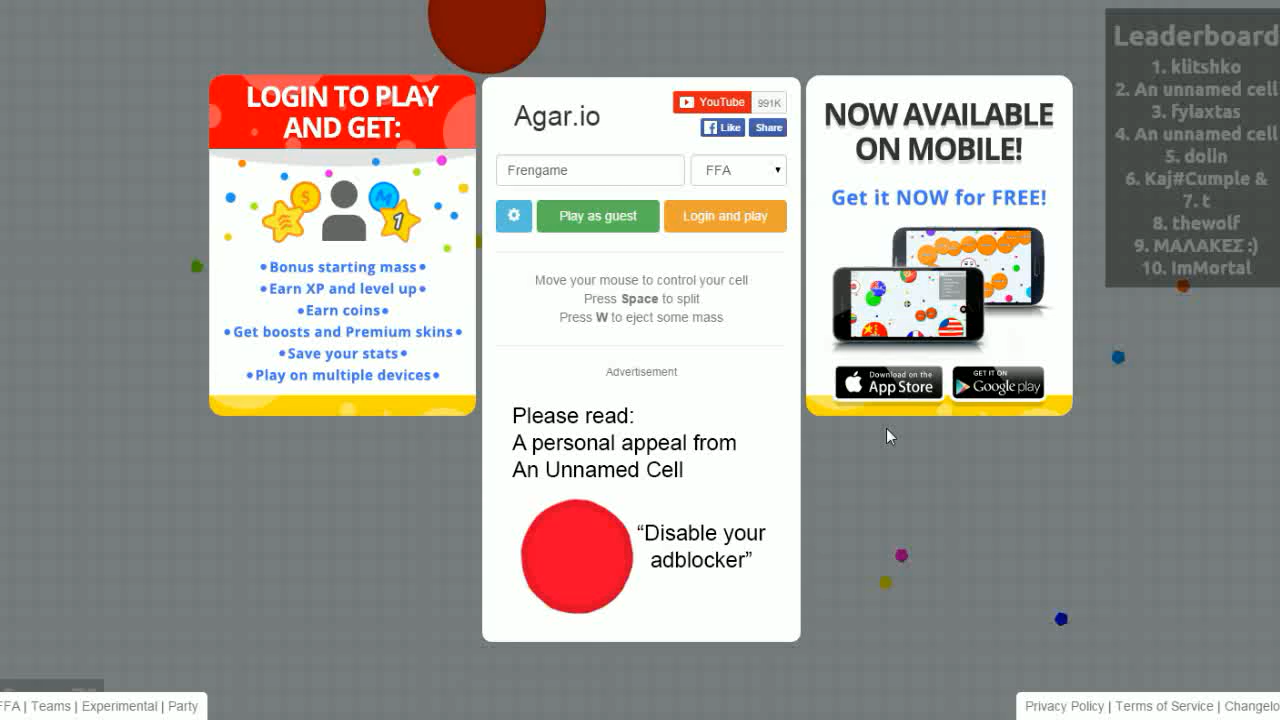 LOGIN TO PLAY
AND GET:
•Bonus starting mass•
•Earn XP and level up•
•Earn coins•
•Get boosts and Premium skins•
•Save your stats•
•Play on multiple devices•
Agar.io
YouTube 991K
Like Share
Frengame FFA
Play as guest Login and play
Move your mouse to control your cell
Press Space to split
Press W to eject some mass
Advertisement
Please read:
A personal appeal from
An Unnamed Cell
“Disable your
adblocker”
NOW AVAILABLE
ON MOBILE!
Get it NOW for FREE!
Download on the
App Store
GET IT ON
Google play
Leaderboard
1. klitshko
2. An unnamed cell
3. fylaxtas
4. An unnamed cell
5. dolin
6. Kaj#Cumple &
7. t
8. thewolf
9. ΜΑΛΑΚΕΣ :)
10. ImMortal
FFA | Teams | Experimental | Party
Privacy Policy | Terms of Service | Changelo